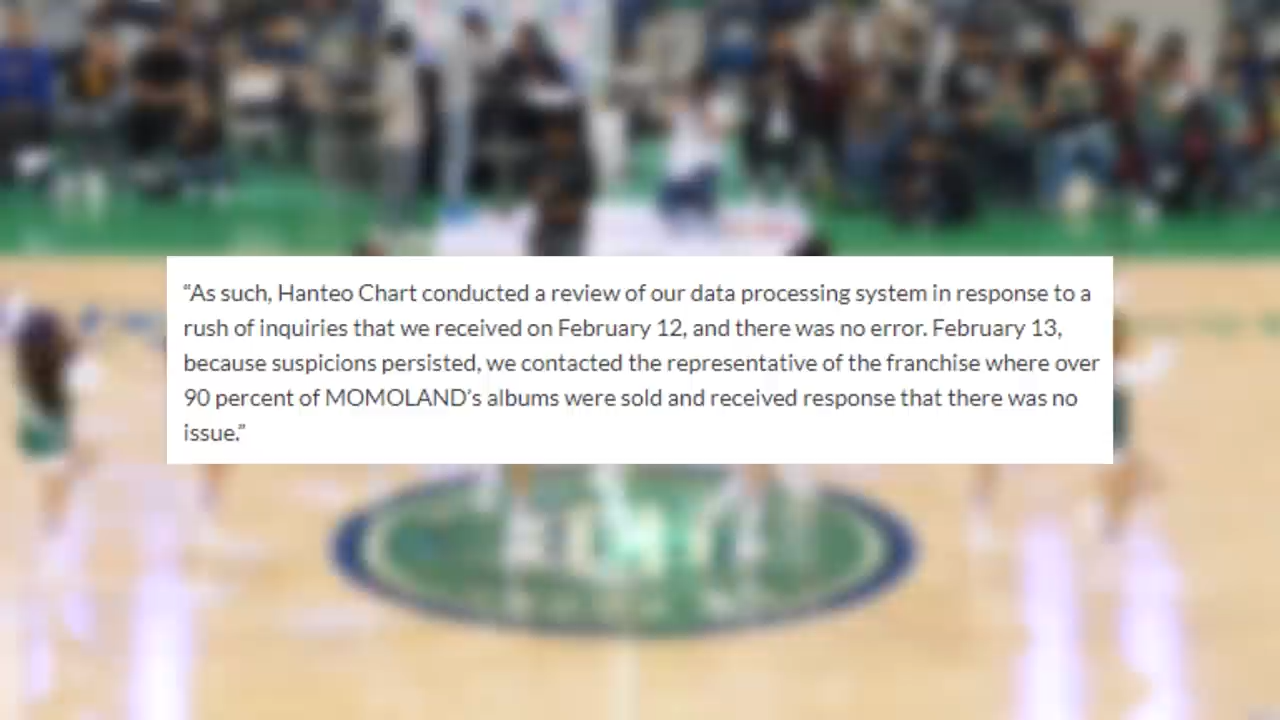 “As such, Hanteo Chart conducted a review of our data processing system in response to a
rush of inquiries that we received on February 12, and there was no error. February 13,
because suspicions persisted, we contacted the representative of the franchise where over
90 percent of MOMOLAND’s albums were sold and received response that there was no
issue.”